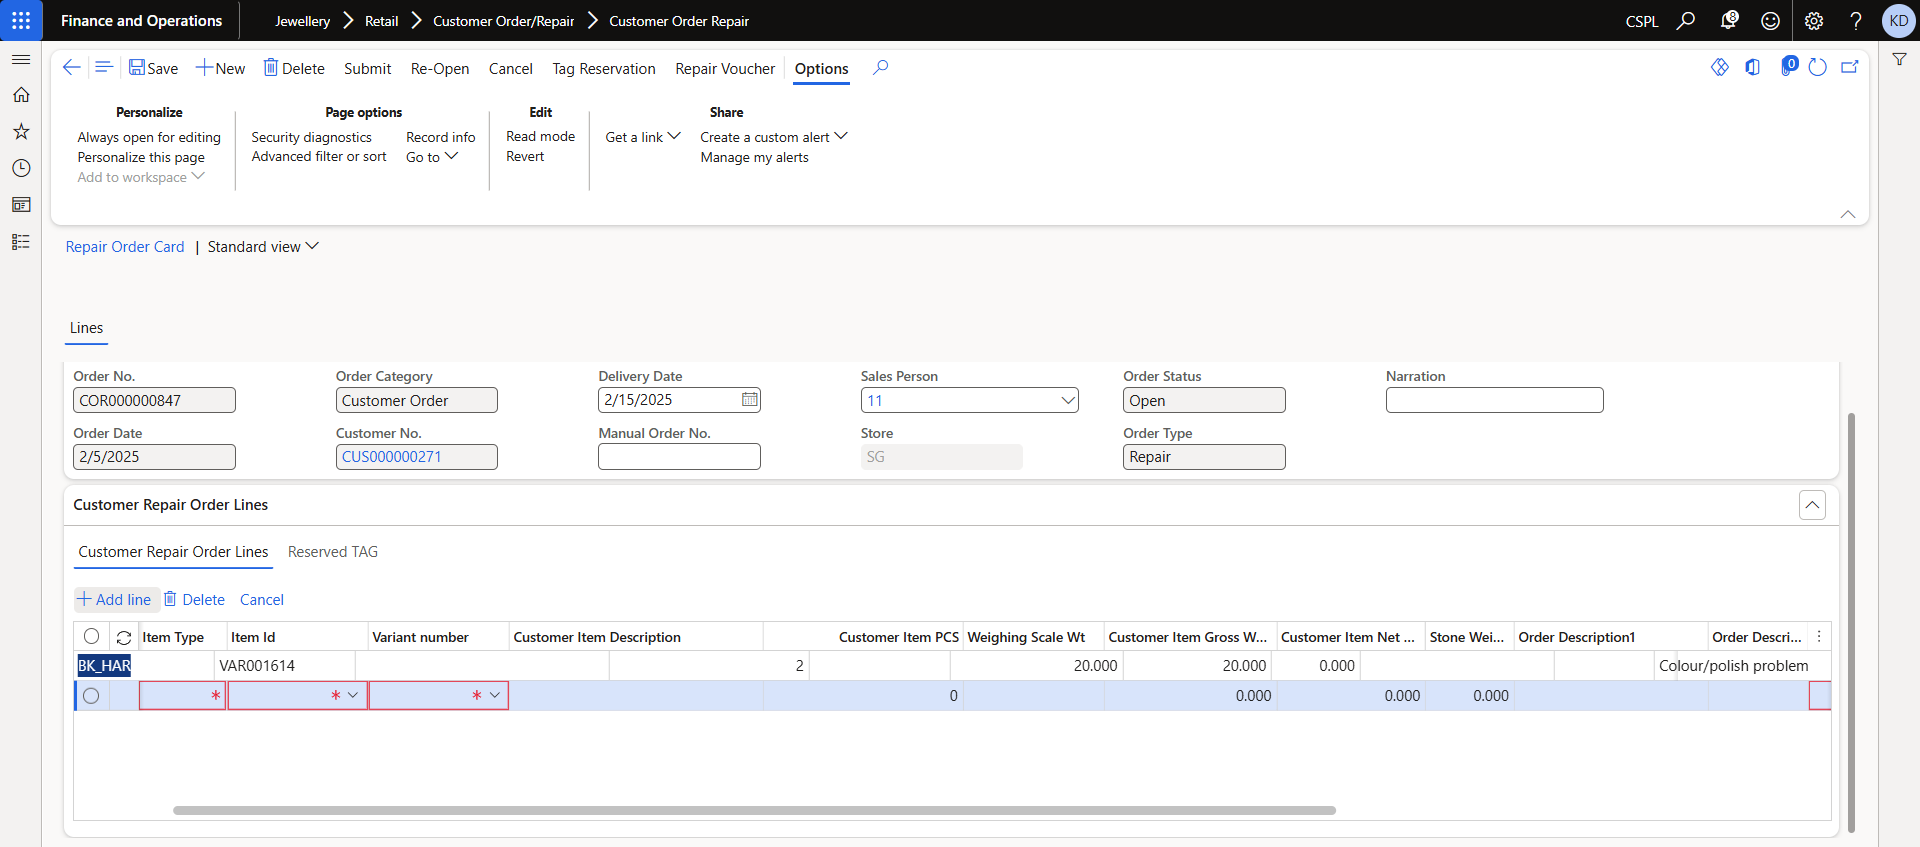 Finance and Operations
Jewellery Retail Customer Order/Repair Customer Order Repair
CSPL 8 ? KD
Save New Delete Submit Re-Open Cancel Tag Reservation Repair Voucher Options 0
Personalize Page options Edit Share
Always open for editing Security diagnostics Record info Read mode Get a link Create a custom alert
Personalize this page Advanced filter or sort Go to Revert Manage my alerts
Add to workspace
Repair Order Card | Standard view
Lines
Order No. Order Category Delivery Date Sales Person Order Status Narration
COR000000847 Customer Order 2/15/2025 11 Open
Order Date Customer No. Manual Order No. Store Order Type
2/5/2025 CUS000000271 SG Repair
Customer Repair Order Lines
Customer Repair Order Lines Reserved TAG
+ Add line Delete Cancel
Item Type Item Id Variant number Customer Item Description Customer Item PCS Weighing Scale Wt Customer Item Gross W... Customer Item Net ... Stone Wei... Order Description1 Order Descri...
BK_HAR VAR001614 2 20.000 20.000 0.000 Colour/polish problem
* * * 0 0.000 0.000 0.000